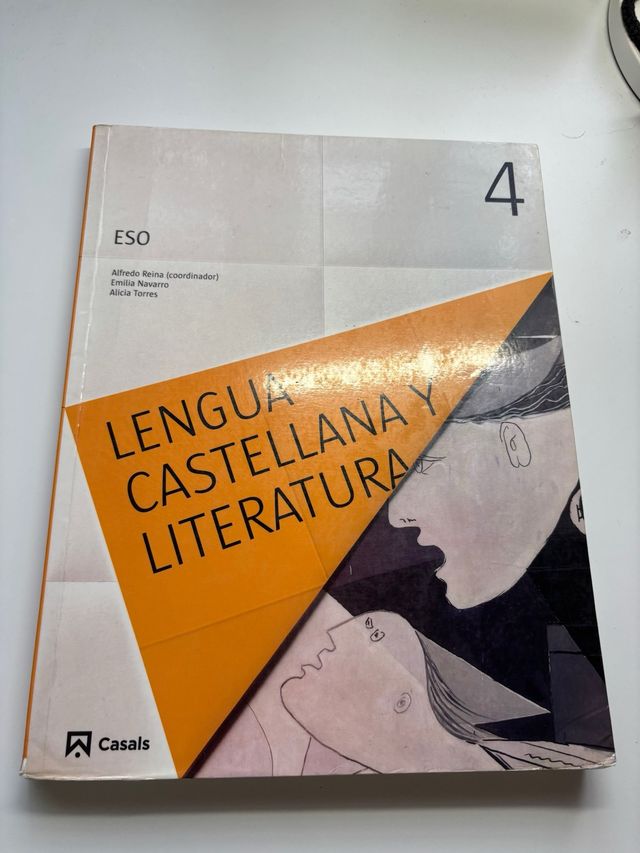 4
ESO
Alfredo Reina (coordinador)
Emilia Navarro
Alicia Torres
LENGUA
CASTELLANA Y
LITERATURA
Casals